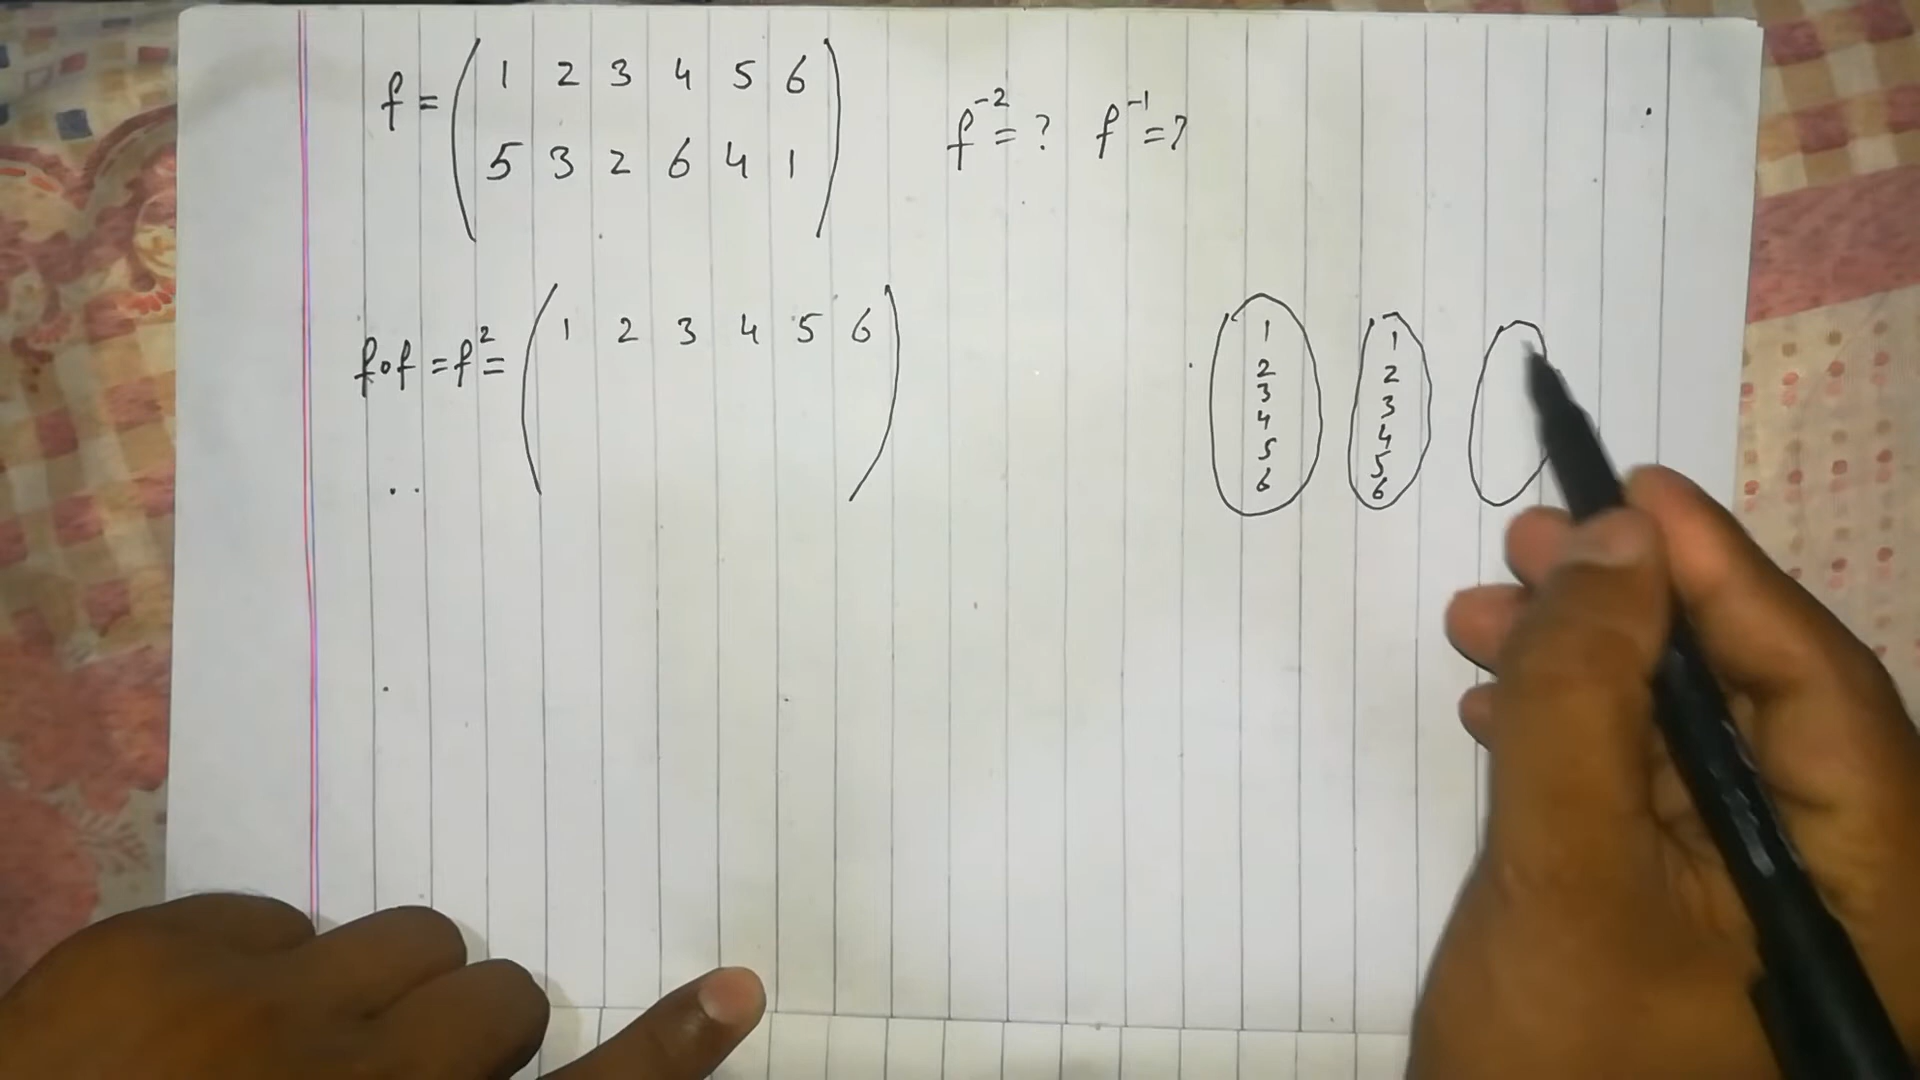 f = ( 1 2 3 4 5 6
5 3 2 6 4 1 )
f⁻² = ? f⁻¹ = ?
fof = f² = ( 1 2 3 4 5 6 )
1 1
2 2
3 3
4 4
5 5
6 6